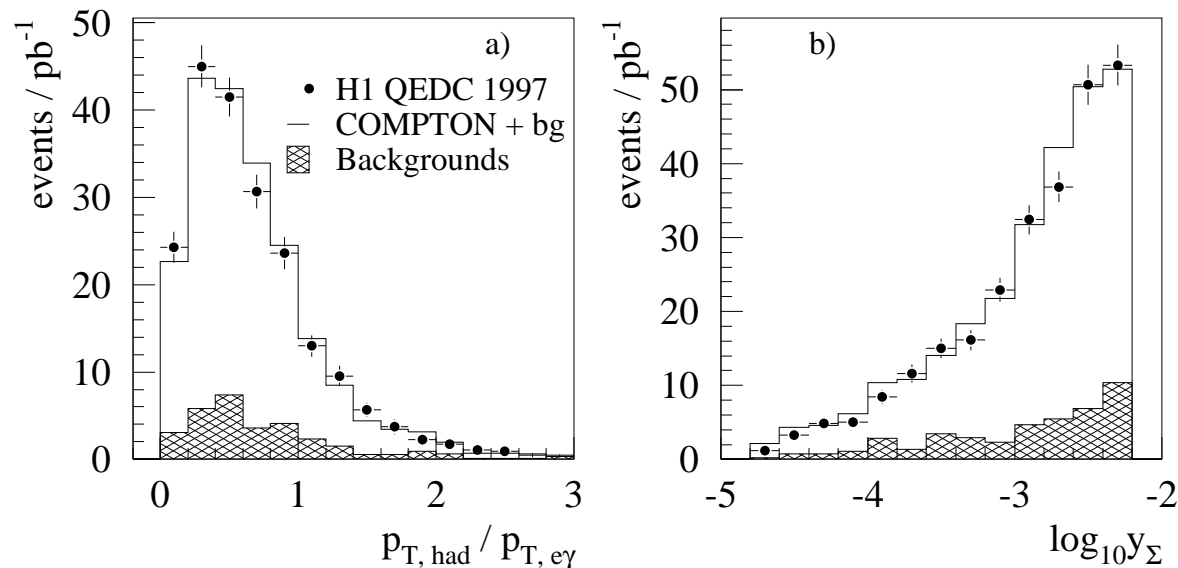 events / pb⁻¹
50
40
30
20
10
0
a)
H1 QEDC 1997
COMPTON + bg
Backgrounds
0 1 2 3
p_T, had / p_T, eγ
events / pb⁻¹
50
40
30
20
10
0
b)
-5 -4 -3 -2
log₁₀y_Σ